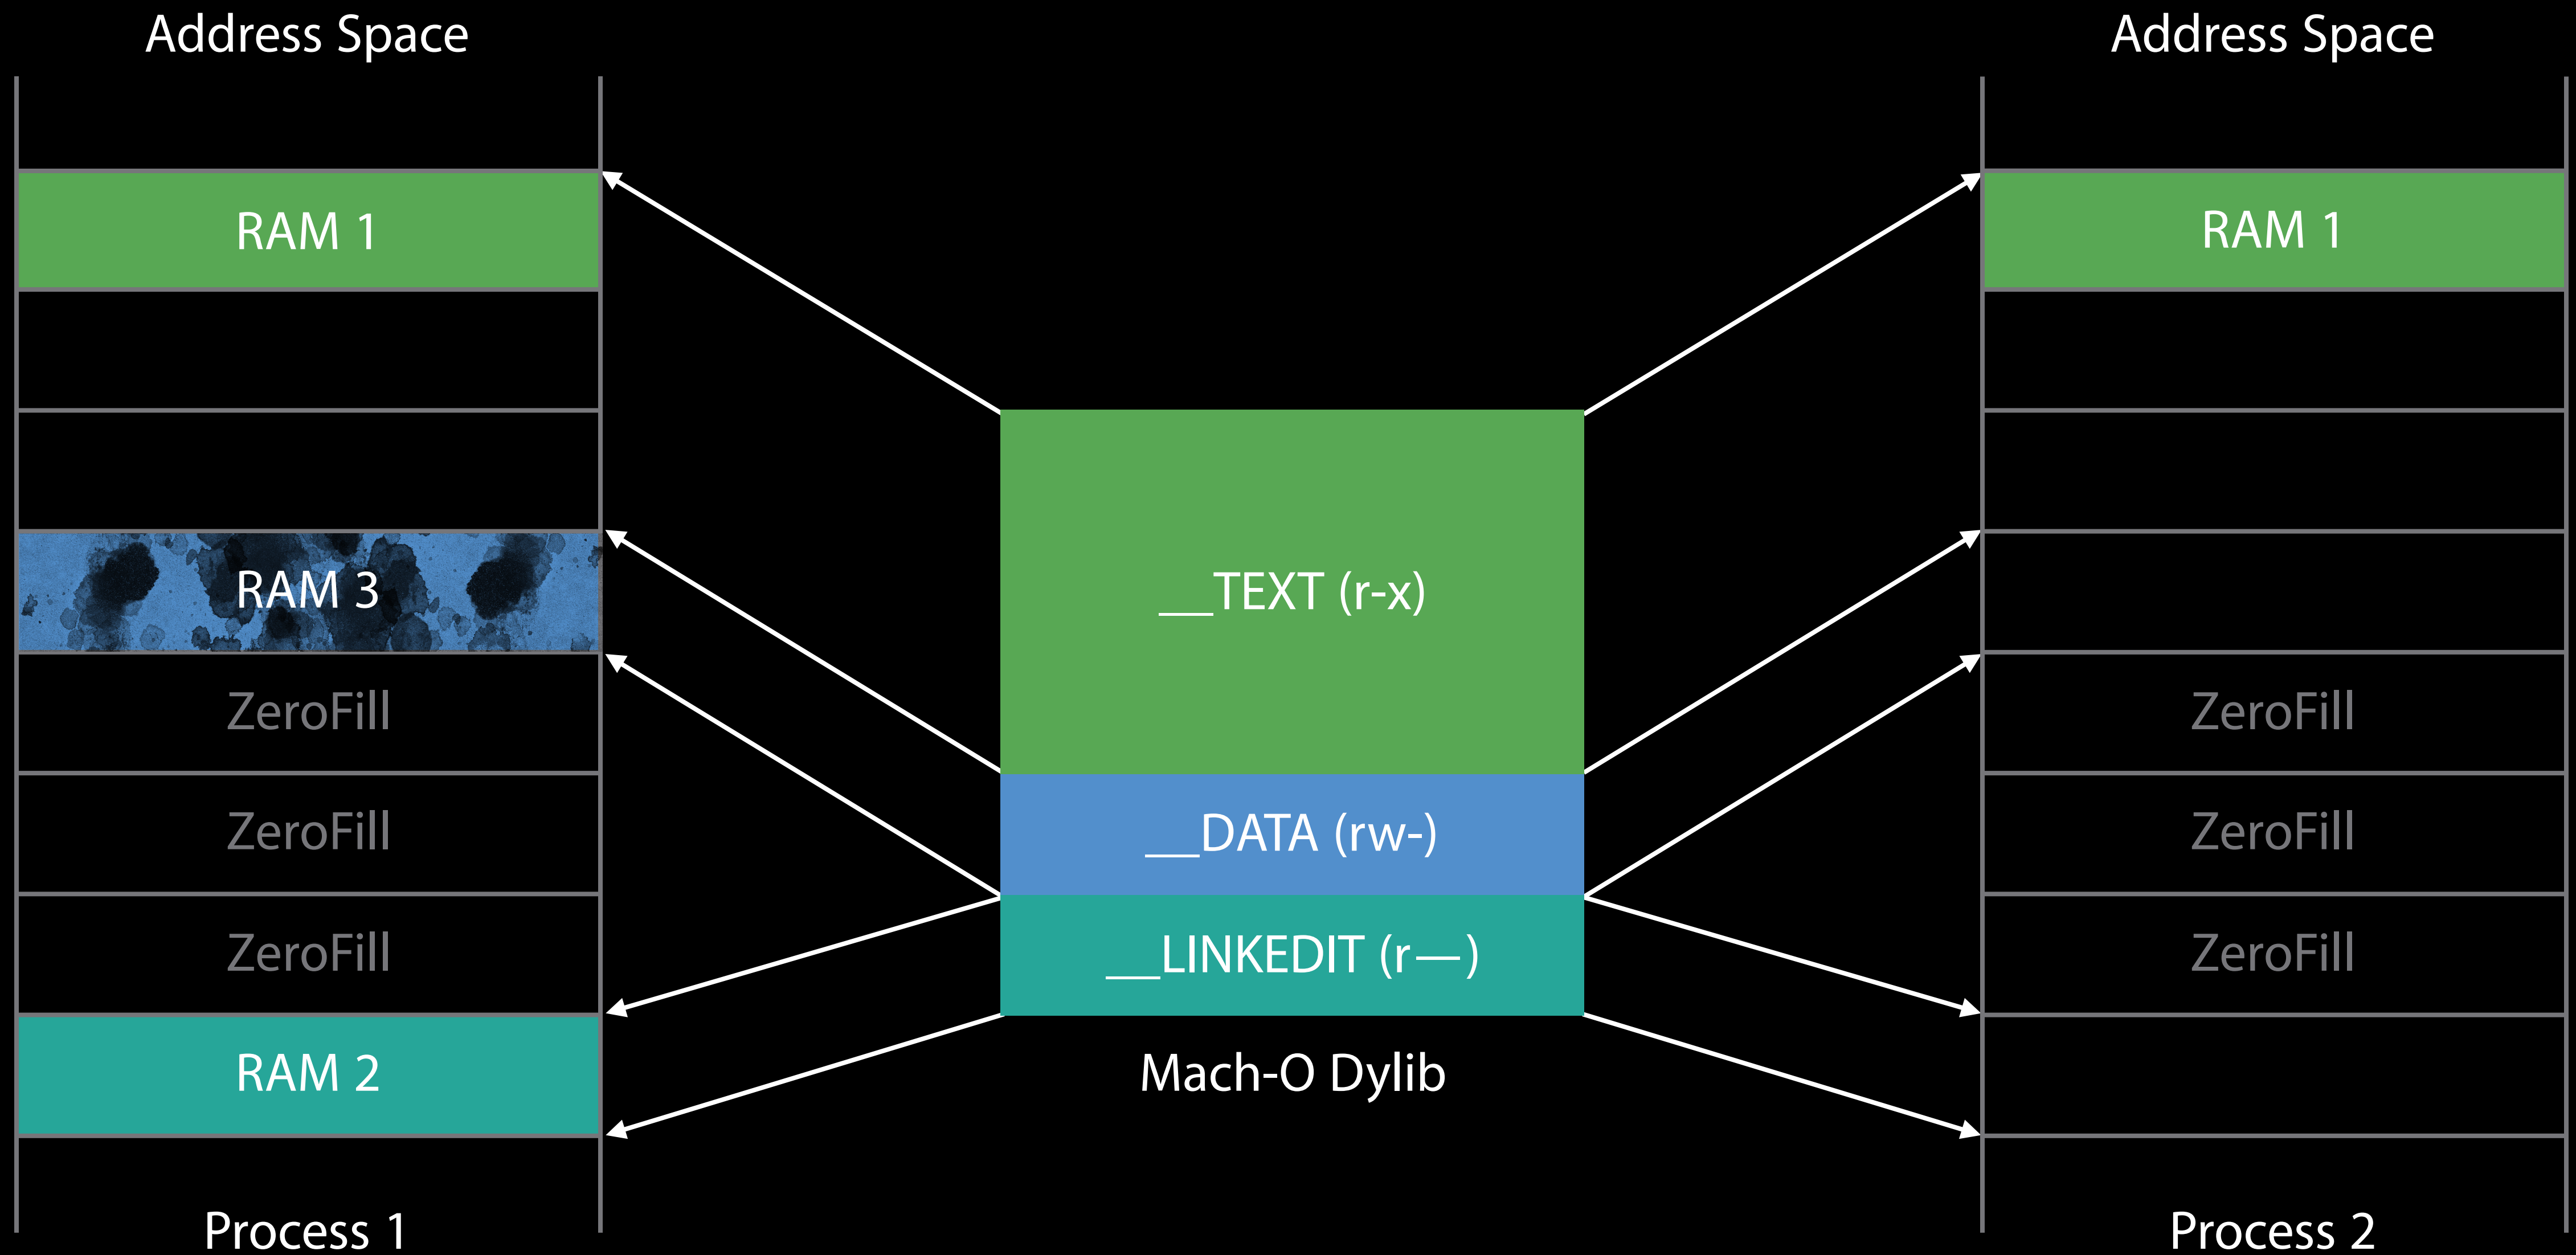 Address Space
Address Space
RAM 1
RAM 1
RAM 3
__TEXT (r-x)
ZeroFill
ZeroFill
ZeroFill
__DATA (rw-)
ZeroFill
ZeroFill
__LINKEDIT (r—)
ZeroFill
RAM 2
Mach-O Dylib
Process 1
Process 2